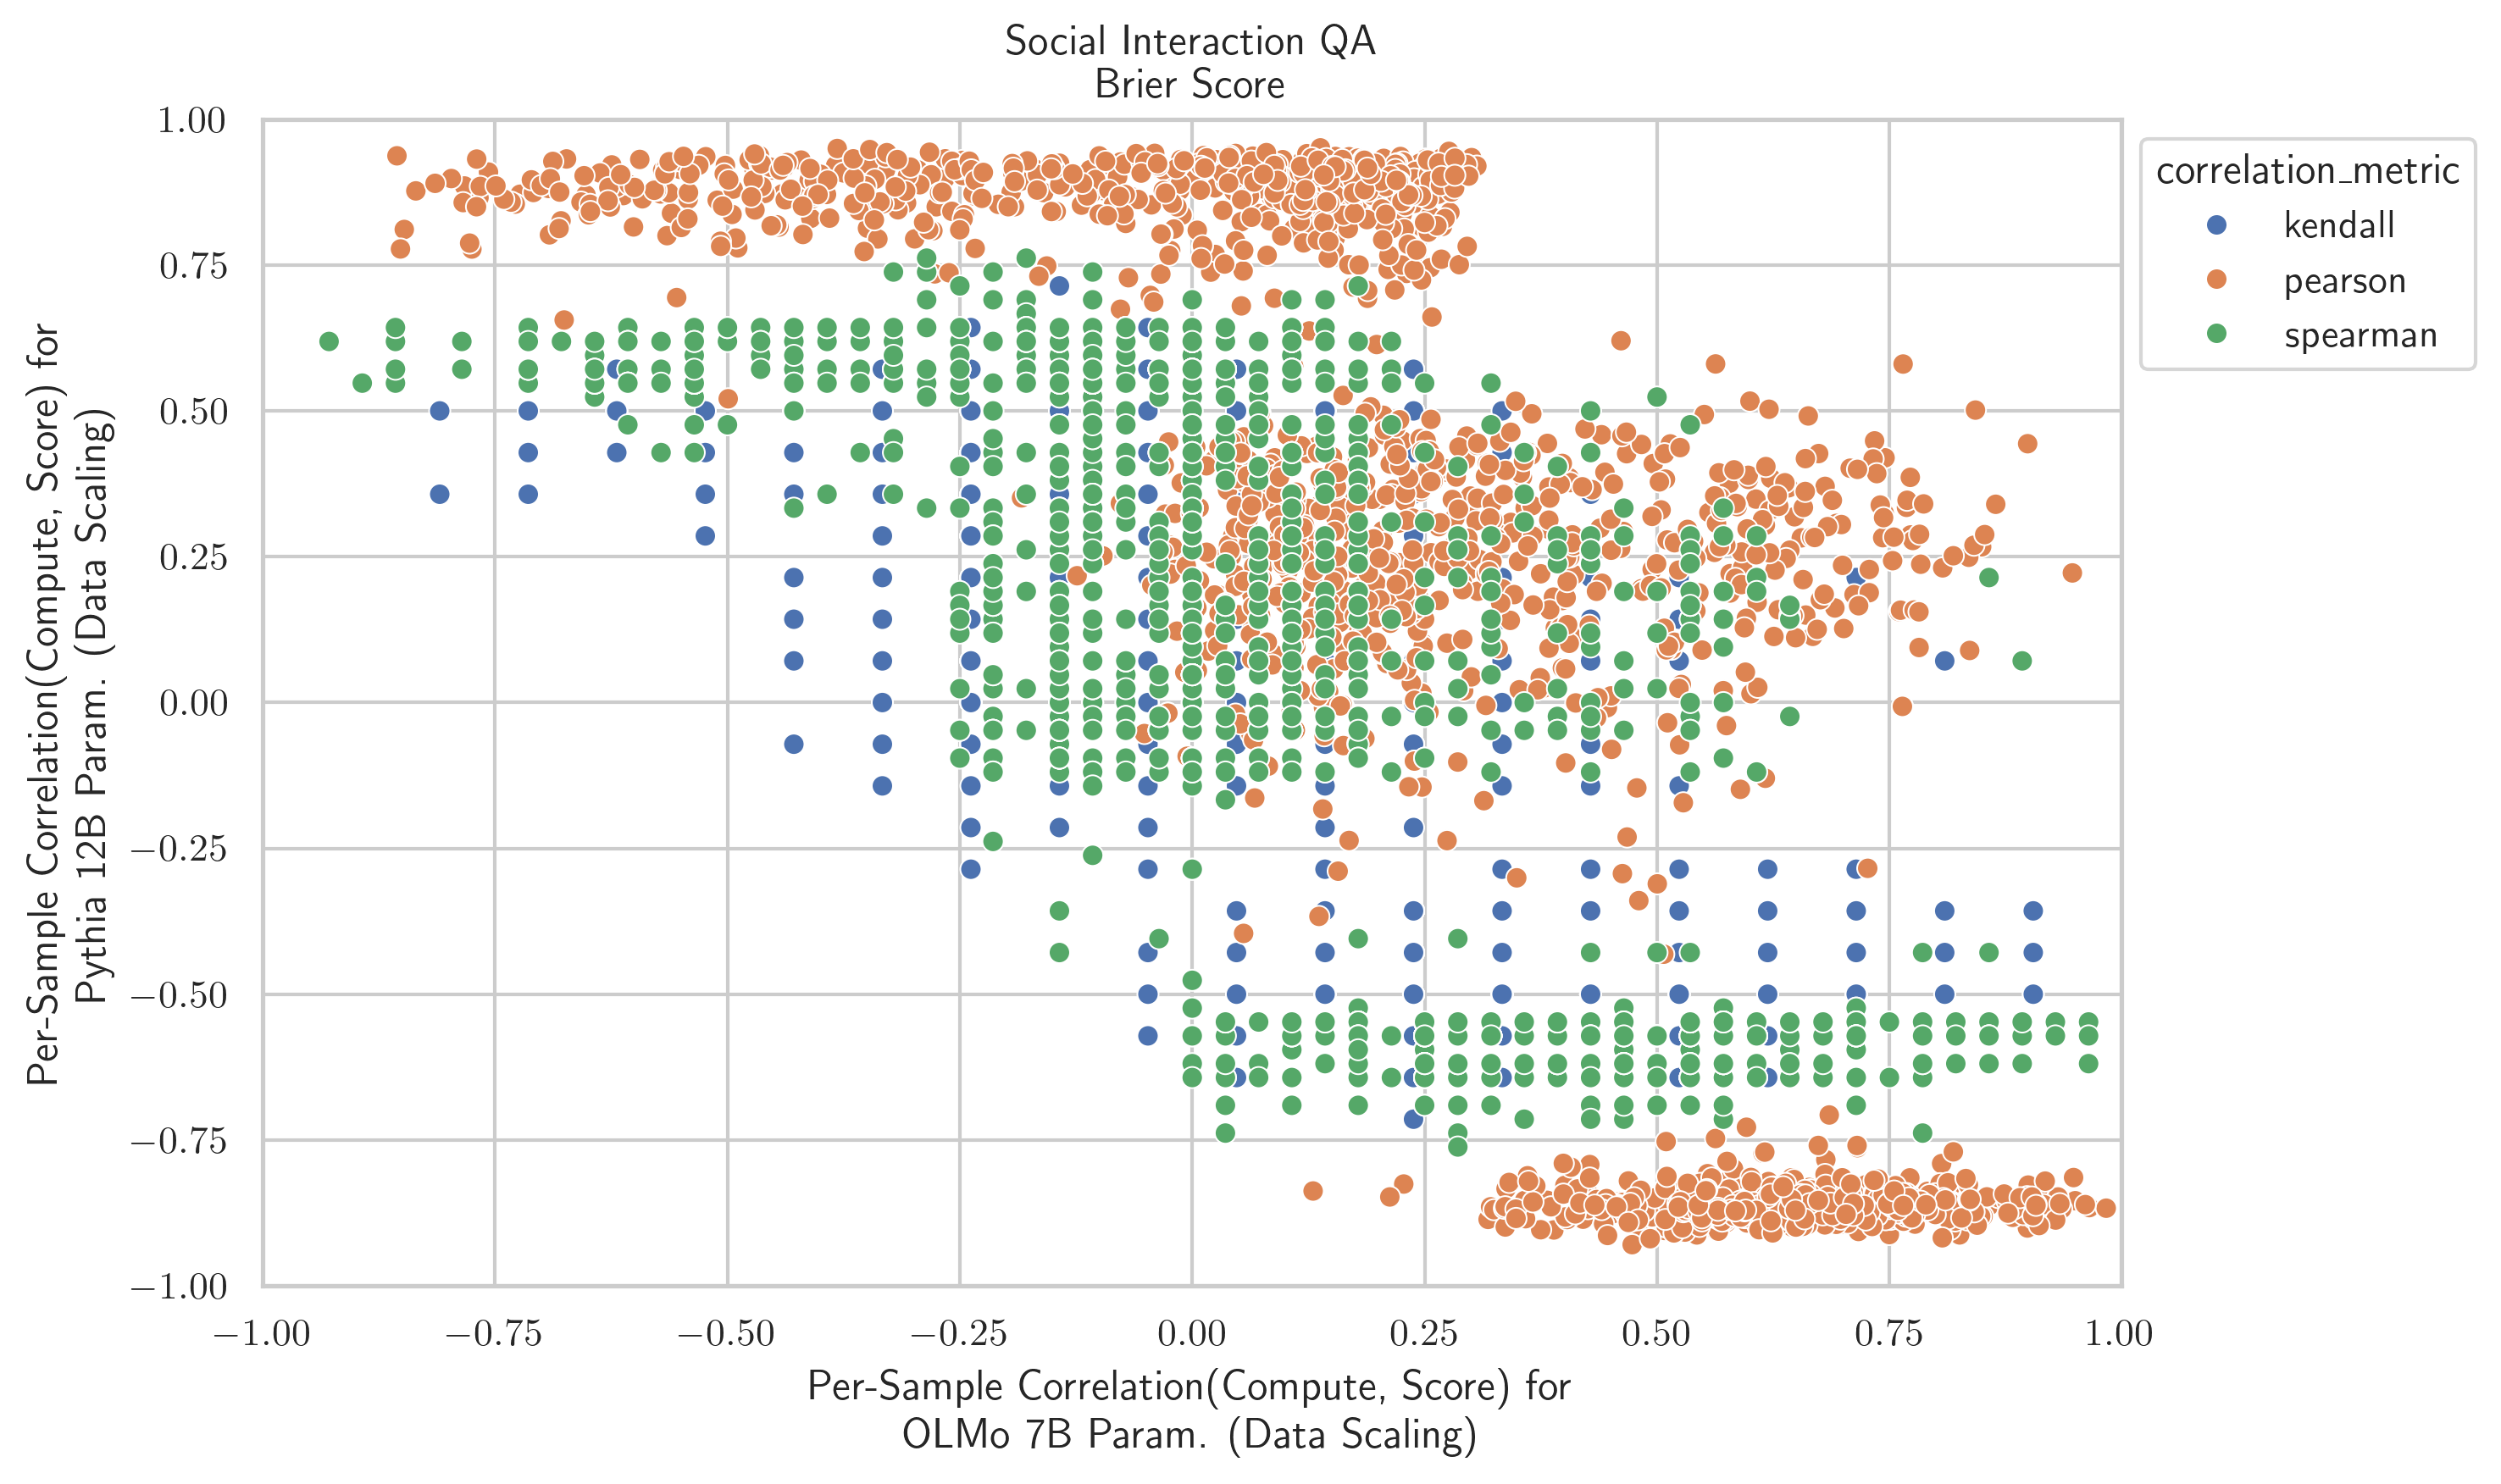 Social Interaction QA
Brier Score
Per-Sample Correlation(Compute, Score) for
Pythia 12B Param. (Data Scaling)
1.00
0.75
0.50
0.25
0.00
−0.25
−0.50
−0.75
−1.00
−1.00 −0.75 −0.50 −0.25 0.00 0.25 0.50 0.75 1.00
Per-Sample Correlation(Compute, Score) for
OLMo 7B Param. (Data Scaling)
correlation_metric
kendall
pearson
spearman